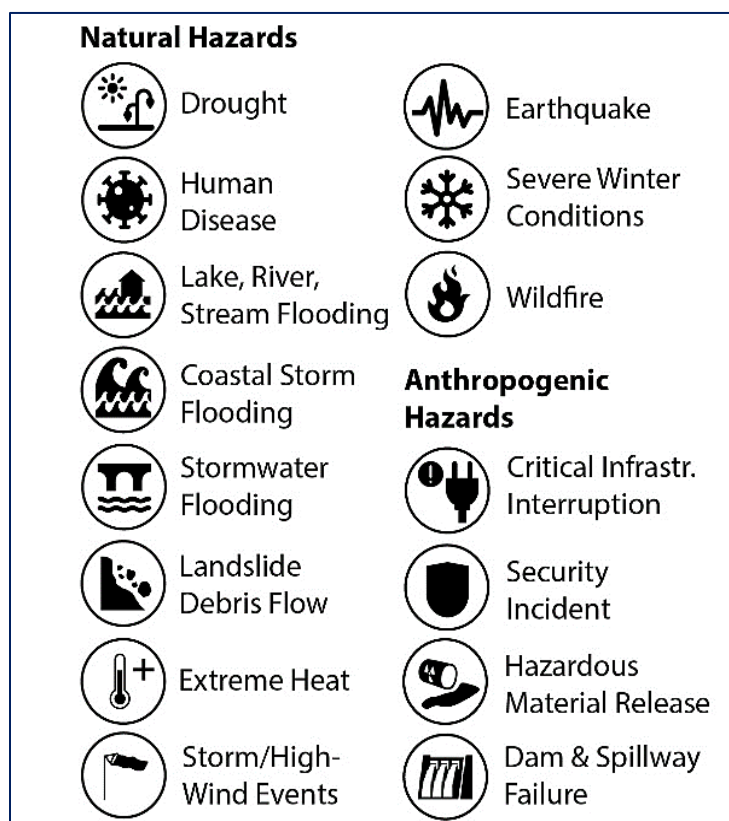 Natural Hazards
Drought
Human
Disease
Lake, River,
Stream Flooding
Coastal Storm
Flooding
Stormwater
Flooding
Landslide
Debris Flow
Extreme Heat
Storm/High-
Wind Events
Earthquake
Severe Winter
Conditions
Wildfire
Anthropogenic
Hazards
Critical Infrastr.
Interruption
Security
Incident
Hazardous
Material Release
Dam & Spillway
Failure